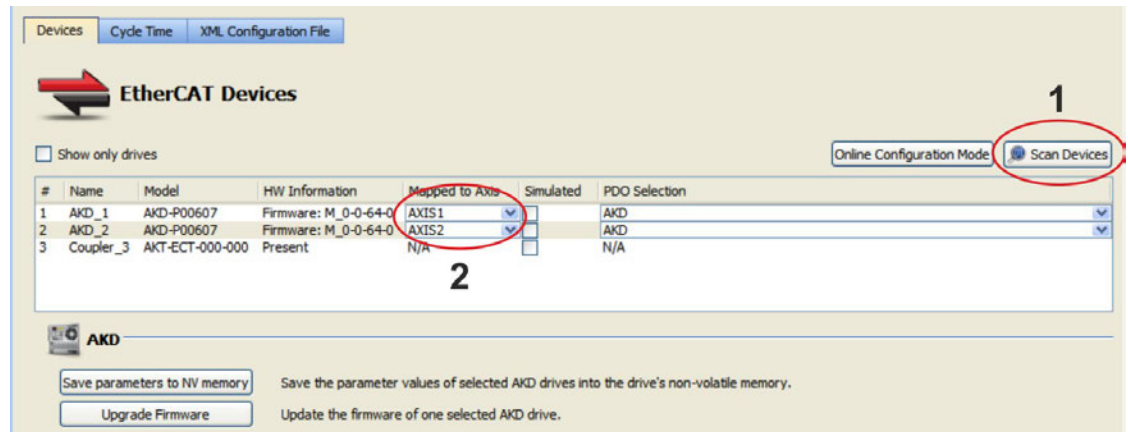 Devices Cycle Time XML Configuration File
EtherCAT Devices
1
Show only drives Online Configuration Mode Scan Devices
# Name Model HW Information Mapped to Axis Simulated PDO Selection
1 AKD_1 AKD-P00607 Firmware: M_0-0-64-0 AXIS1 AKD
2 AKD_2 AKD-P00607 Firmware: M_0-0-64-0 AXIS2 AKD
3 Coupler_3 AKT-ECT-000-000 Present N/A N/A
2
AKD
Save parameters to NV memory Save the parameter values of selected AKD drives into the drive's non-volatile memory.
Upgrade Firmware Update the firmware of one selected AKD drive.